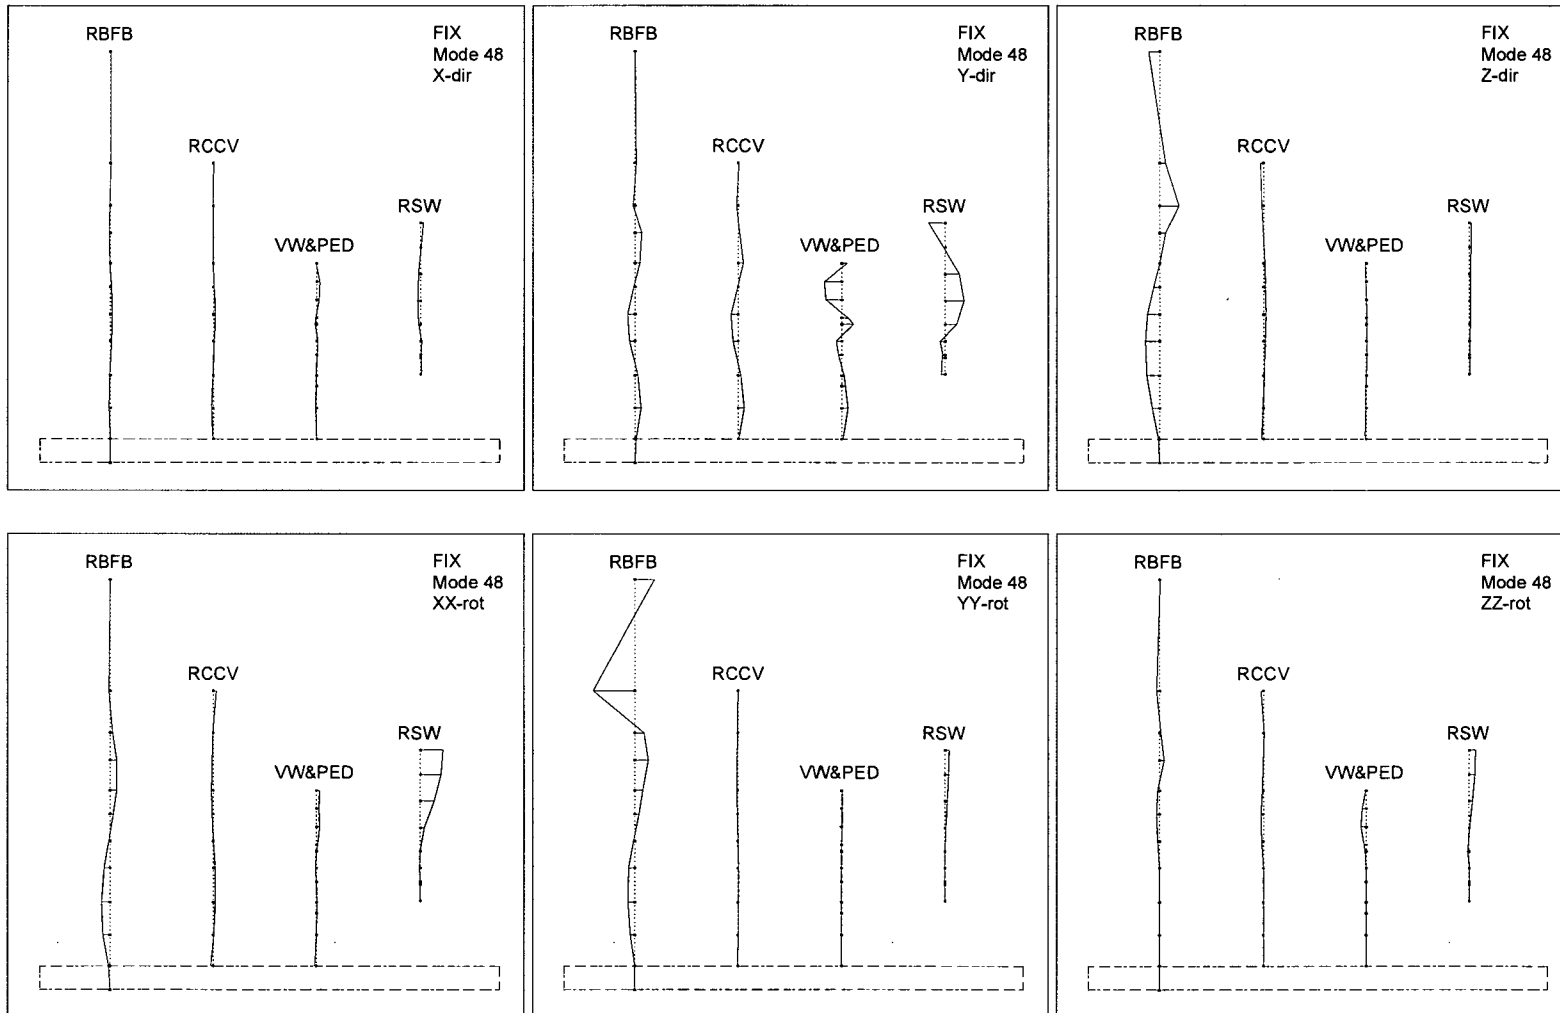 RBFB
FIX
Mode 48
X-dir
RCCV
RSW
VW&PED
RBFB
FIX
Mode 48
Y-dir
RCCV
RSW
VW&PED
RBFB
FIX
Mode 48
Z-dir
RCCV
RSW
VW&PED
RBFB
FIX
Mode 48
XX-rot
RCCV
RSW
VW&PED
RBFB
FIX
Mode 48
YY-rot
RCCV
RSW
VW&PED
RBFB
FIX
Mode 48
ZZ-rot
RCCV
RSW
VW&PED